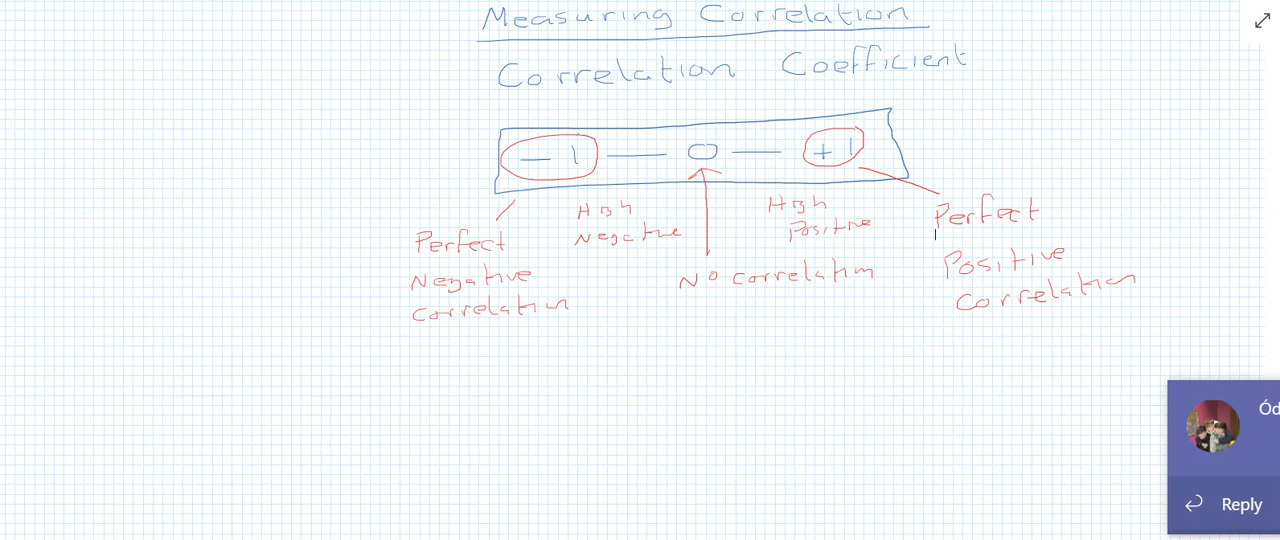 Measuring Correlation
Correlation Coefficient
— 1 — 0 — + 1
High
Negative
High
Positive
Perfect
Negative
Correlation
No correlation
Perfect
Positive
Correlation
Ód
Reply